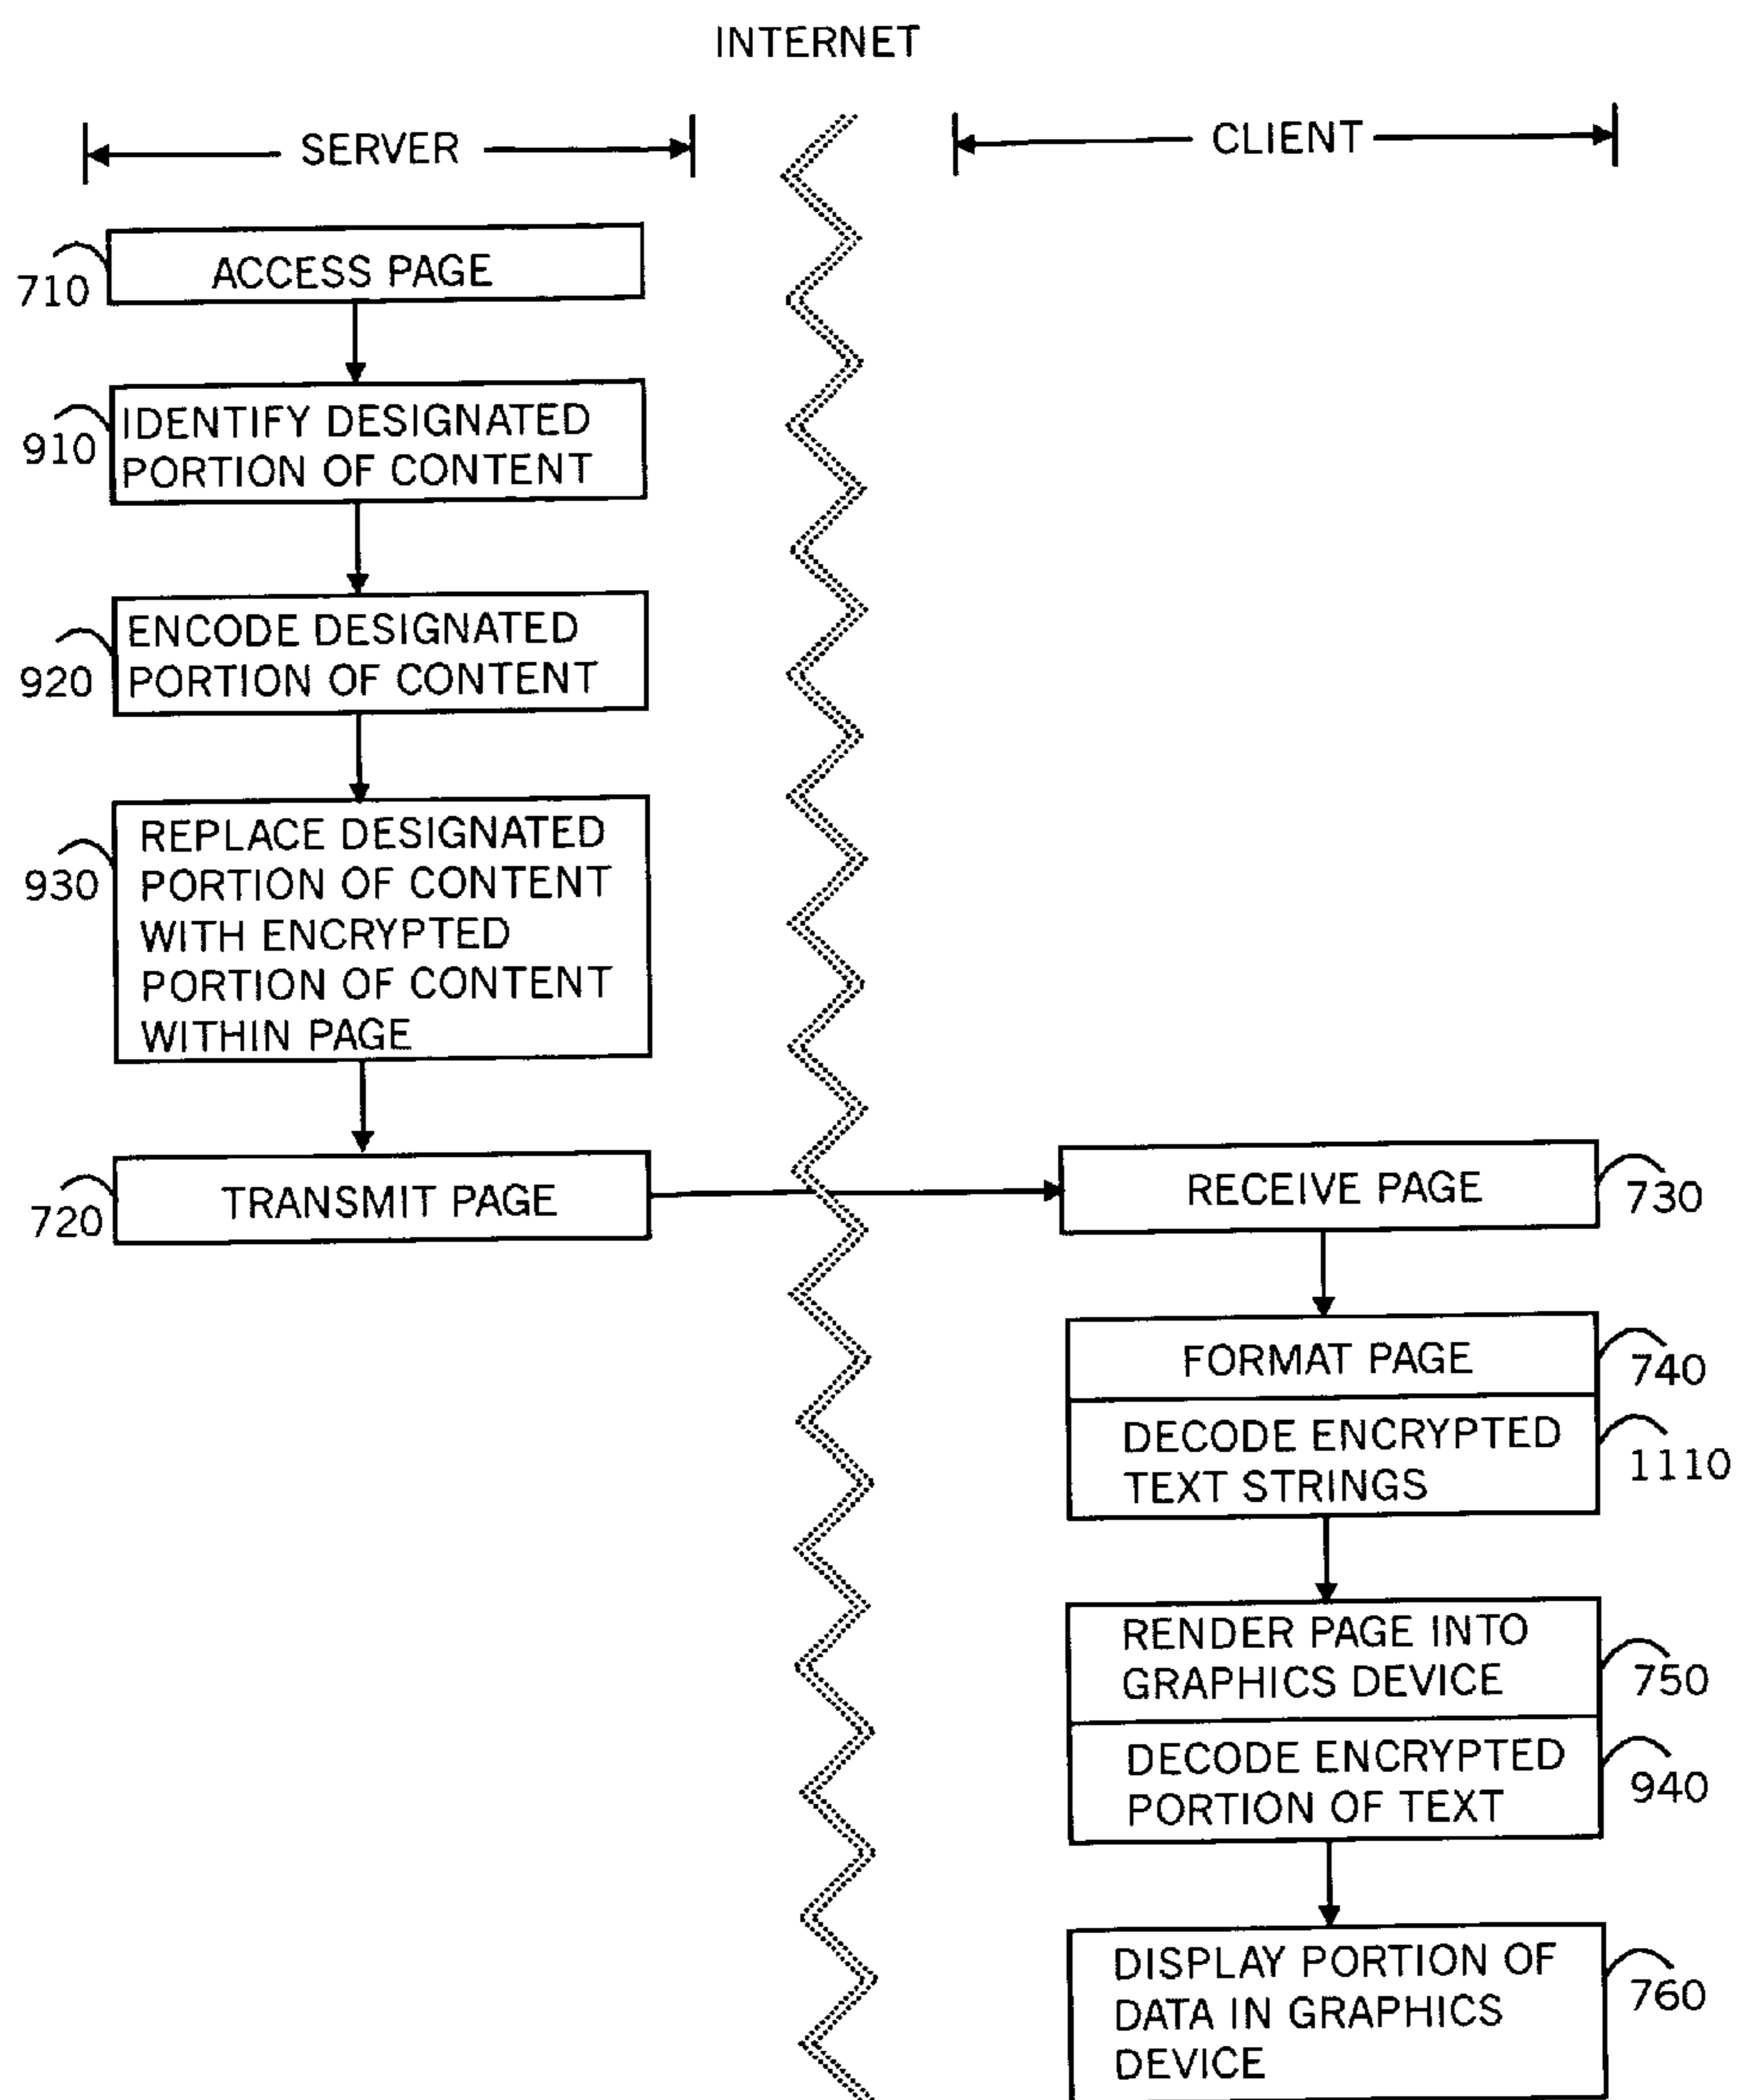 INTERNET
SERVER
CLIENT
ACCESS PAGE
710
IDENTIFY DESIGNATED
PORTION OF CONTENT
910
ENCODE DESIGNATED
PORTION OF CONTENT
920
REPLACE DESIGNATED
PORTION OF CONTENT
WITH ENCRYPTED
PORTION OF CONTENT
WITHIN PAGE
930
TRANSMIT PAGE
720
RECEIVE PAGE
730
FORMAT PAGE
740
DECODE ENCRYPTED
TEXT STRINGS
1110
RENDER PAGE INTO
GRAPHICS DEVICE
750
DECODE ENCRYPTED
PORTION OF TEXT
940
DISPLAY PORTION OF
DATA IN GRAPHICS
DEVICE
760